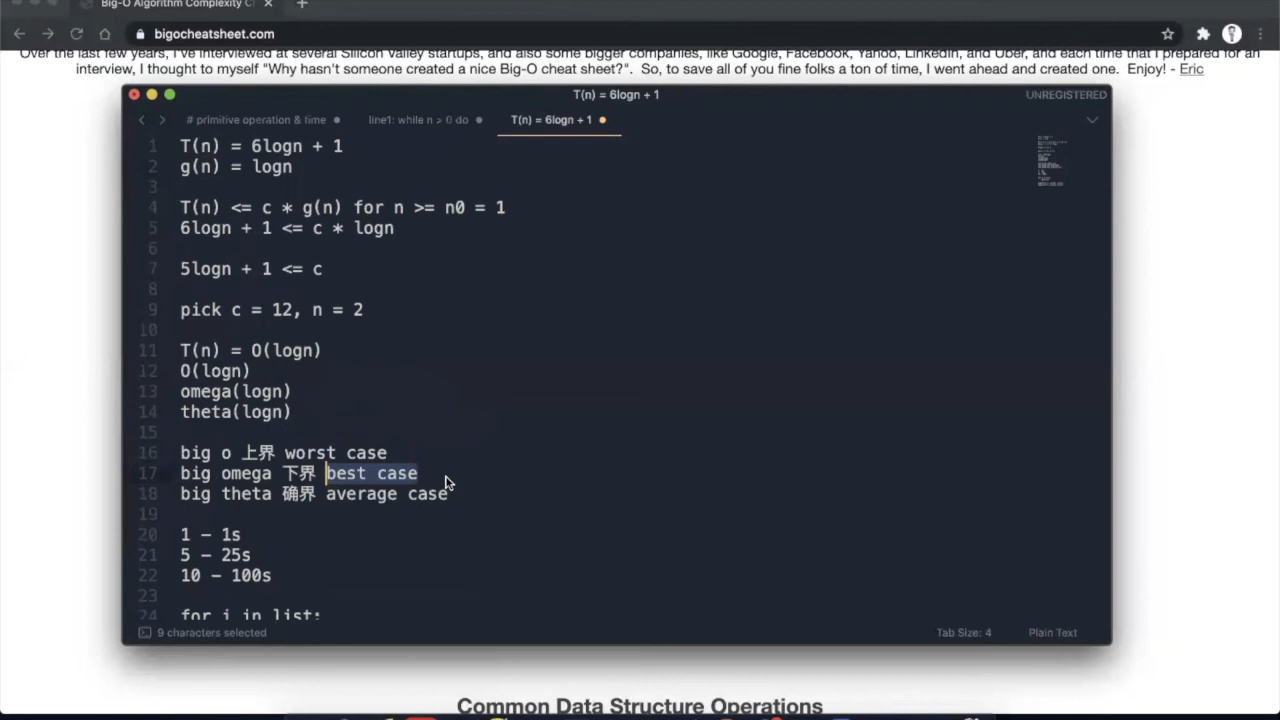 Big-O Algorithm Complexity C
bigocheatsheet.com
Over the last few years, I've interviewed at several Silicon Valley startups, and also some bigger companies, like Google, Facebook, Yahoo, LinkedIn, and Uber, and each time that I prepared for an
interview, I thought to myself "Why hasn't someone created a nice Big-O cheat sheet?". So, to save all of you fine folks a ton of time, I went ahead and created one. Enjoy! - Eric
T(n) = 6logn + 1
UNREGISTERED
# primitive operation & time
line1: while n > 0 do
T(n) = 6logn + 1
1 T(n) = 6logn + 1
2 g(n) = logn
3
4 T(n) <= c * g(n) for n >= n0 = 1
5 6logn + 1 <= c * logn
6
7 5logn + 1 <= c
8
9 pick c = 12, n = 2
10
11 T(n) = O(logn)
12 O(logn)
13 omega(logn)
14 theta(logn)
15
16 big o 上界 worst case
17 big omega 下界 best case
18 big theta 确界 average case
19
20 1 - 1s
21 5 - 25s
22 10 - 100s
23
24 for i in list:
9 characters selected
Tab Size: 4
Plain Text
Common Data Structure Operations